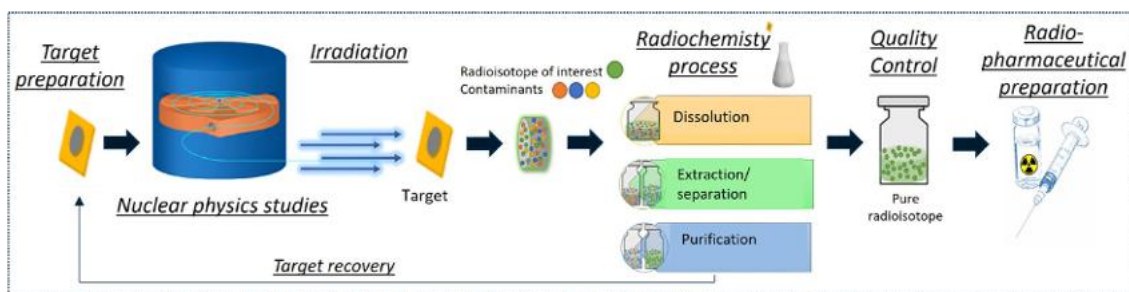 Target
preparation
Irradiation
Nuclear physics studies
Target
Radioisotope of interest
Contaminants
Radiochemisty
process
Dissolution
Extraction/
separation
Purification
Quality
Control
Pure
radioisotope
Radio-
pharmaceutical
preparation
Target recovery